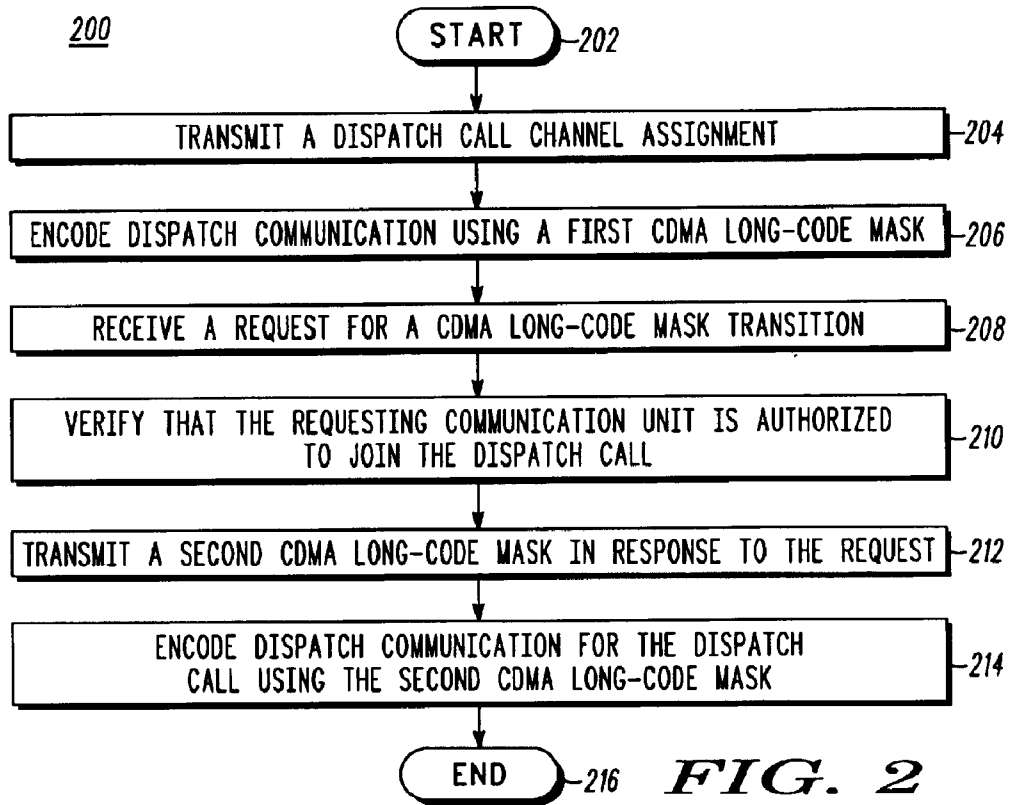 200
START
202
TRANSMIT A DISPATCH CALL CHANNEL ASSIGNMENT
204
ENCODE DISPATCH COMMUNICATION USING A FIRST CDMA LONG-CODE MASK
206
RECEIVE A REQUEST FOR A CDMA LONG-CODE MASK TRANSITION
208
VERIFY THAT THE REQUESTING COMMUNICATION UNIT IS AUTHORIZED
TO JOIN THE DISPATCH CALL
210
TRANSMIT A SECOND CDMA LONG-CODE MASK IN RESPONSE TO THE REQUEST
212
ENCODE DISPATCH COMMUNICATION FOR THE DISPATCH
CALL USING THE SECOND CDMA LONG-CODE MASK
214
END
216
FIG. 2